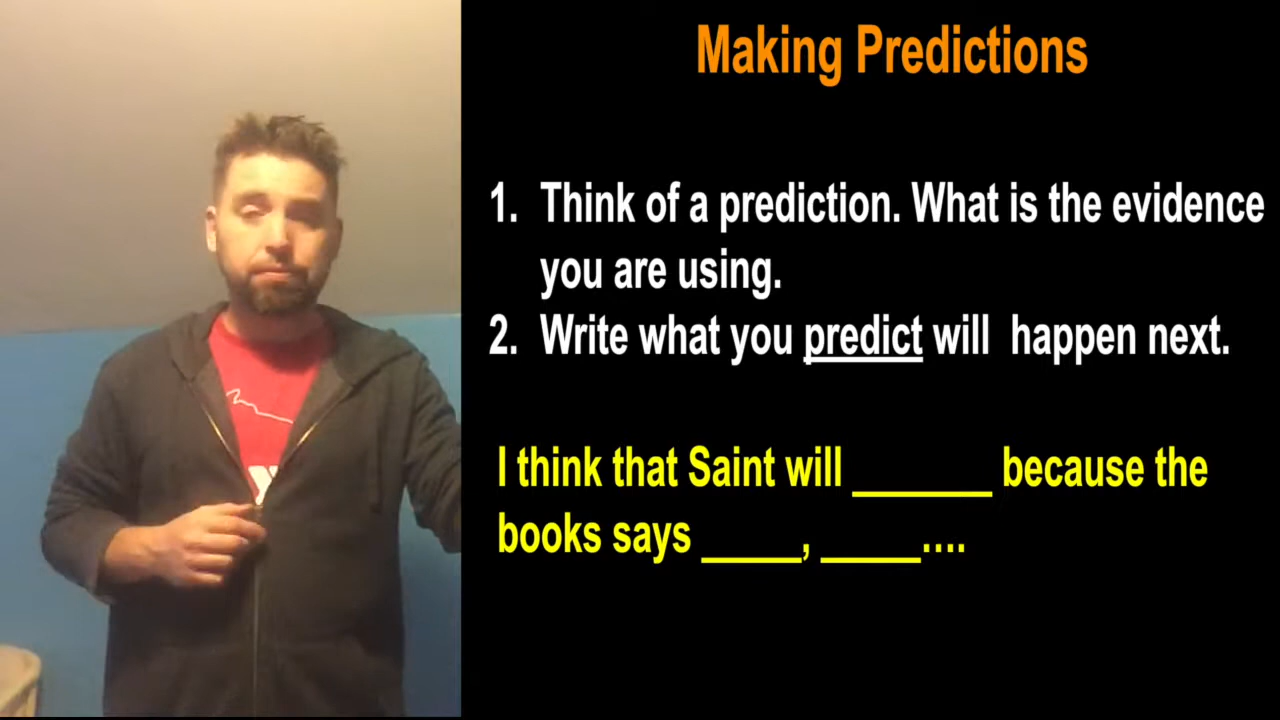 Making Predictions
1. Think of a prediction. What is the evidence
you are using.
2. Write what you predict will happen next.
I think that Saint will _______ because the
books says _____, _____....